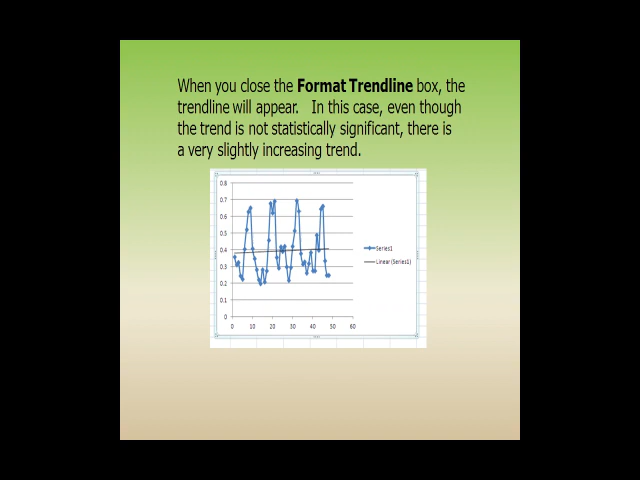 When you close the Format Trendline box, the
trendline will appear. In this case, even though
the trend is not statistically significant, there is
a very slightly increasing trend.
0.8
0.7
0.6
0.5
0.4
0.3
0.2
0.1
0
0 10 20 30 40 50 60
Series1
Linear (Series1)